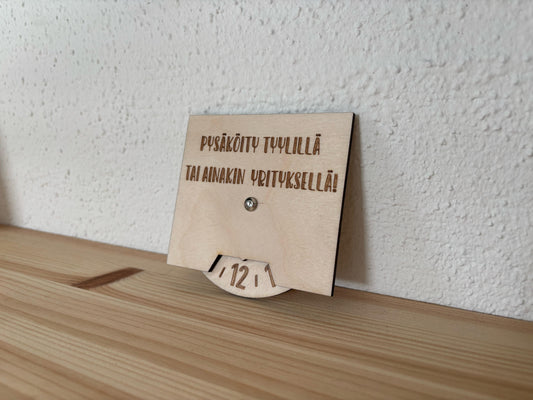 PYSÄKÖITY TYYLILLÄ
TAI AINAKIN YRITYKSELLÄ!
12 1